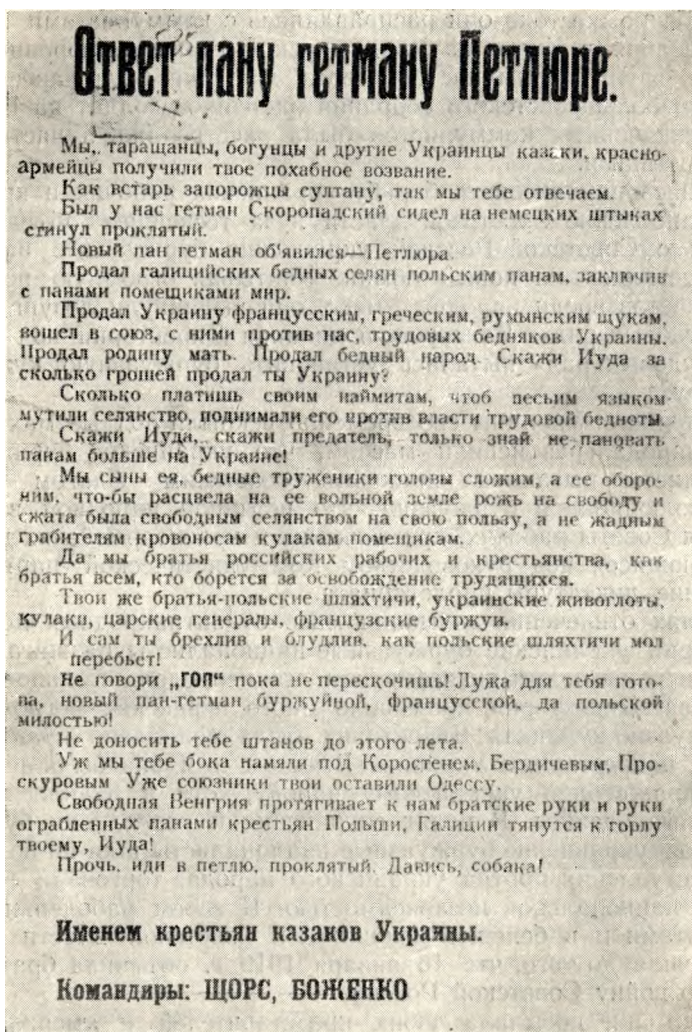 Ответ пану гетману Петлюре.
Мы, таращанцы, богунцы и другие Украинцы казаки, красно-
армейцы получили твое похабное возвание.
Как встарь запорожцы султану, так мы тебе отвечаем.
Был у нас гетман Скоропадский сидел на немецких штыках
сгинул проклятый.
Новый пан гетман об'явился—Петлюра.
Продал галицийских бедных селян польским панам, заключив
с панами помещиками мир.
Продал Украину французским, греческим, румынским щукам,
вошел в союз, с ними против нас, трудовых бедняков Украины.
Продал родину мать. Продал бедный народ. Скажи Иуда за
сколько грошей продал ты Украину?
Сколько платишь своим наймитам, чтоб песьим языком
мутили селянство, поднимали его против власти трудовой бедноты.
Скажи Иуда, скажи предатель, только знай не пановать
панам больше на Украине!
Мы сыны ея, бедные труженики головы сложим, а ее оборо-
ним, что-бы расцвела на ее вольной земле рожь на свободу и
сжата была свободным селянством на свою пользу, а не жадным
грабителям кровоносам кулакам помещикам.
Да мы братья российских рабочих и крестьянства, как
братья всем, кто борется за освобождение трудящихся.
Твои же братья-польские шляхтичи, украинские живоглоты,
кулаки, царские генералы, французские буржуи.
И сам ты брехлив и блудлив, как польские шляхтичи мол
перебьет!
Не говори „ГОП“ пока не перескочишь! Лужа для тебя гото-
ва, новый пан-гетман буржуйной, французской, да польской
милостью!
Не доносить тебе штанов до этого лета.
Уж мы тебе бока намяли под Коростенем, Бердичевым, Про-
скуровым Уже союзники твои оставили Одессу.
Свободная Венгрия протягивает к нам братские руки и руки
ограбленных панами крестьян Польши, Галиции тянутся к горлу
твоему, Иуда!
Прочь, иди в петлю, проклятый. Давись, собака!
Именем крестьян казаков Украины.
Командиры: ЩОРС, БОЖЕНКО